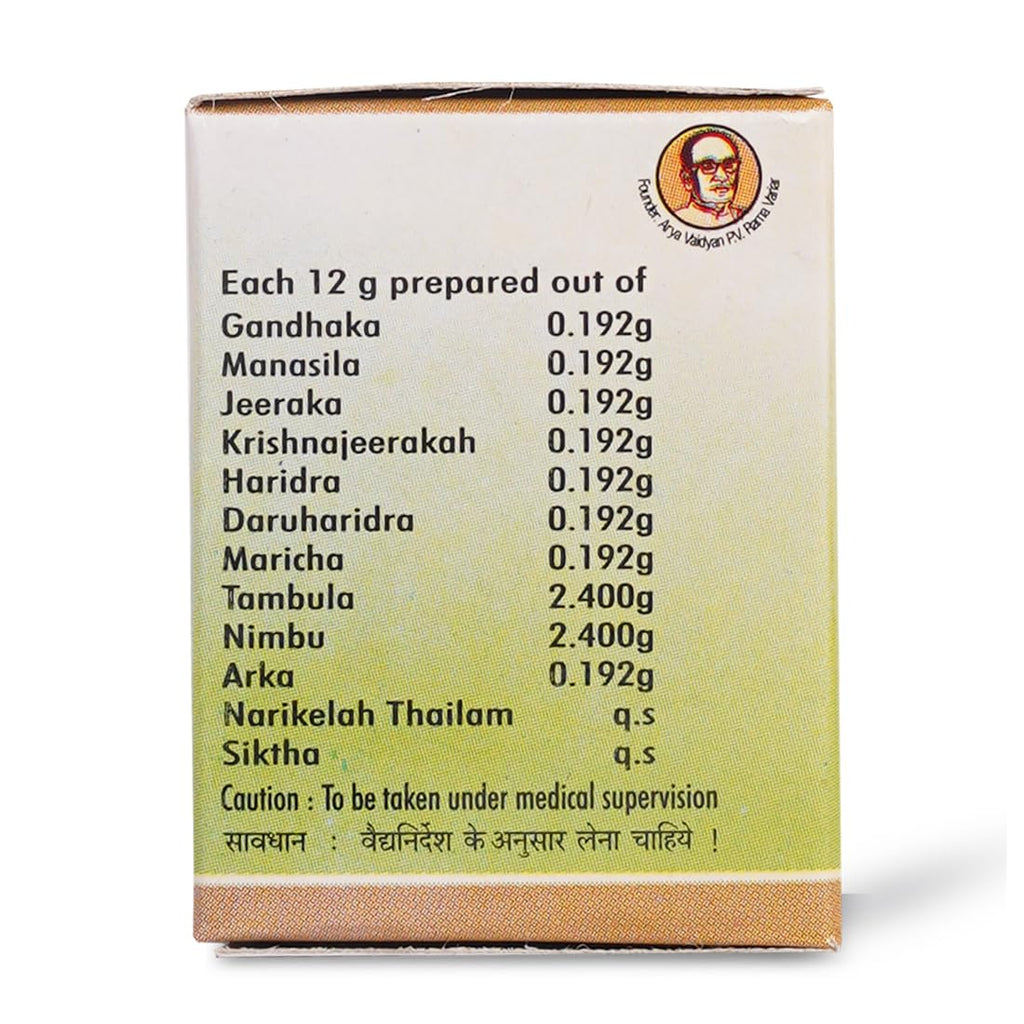 Founder, Arya Vaidyan P.V. Rama Variar
Each 12 g prepared out of
Gandhaka 0.192g
Manasila 0.192g
Jeeraka 0.192g
Krishnajeerakah 0.192g
Haridra 0.192g
Daruharidra 0.192g
Maricha 0.192g
Tambula 2.400g
Nimbu 2.400g
Arka 0.192g
Narikelah Thailam q.s
Siktha q.s
Caution : To be taken under medical supervision
सावधान : वैद्यनिर्देश के अनुसार लेना चाहिये !